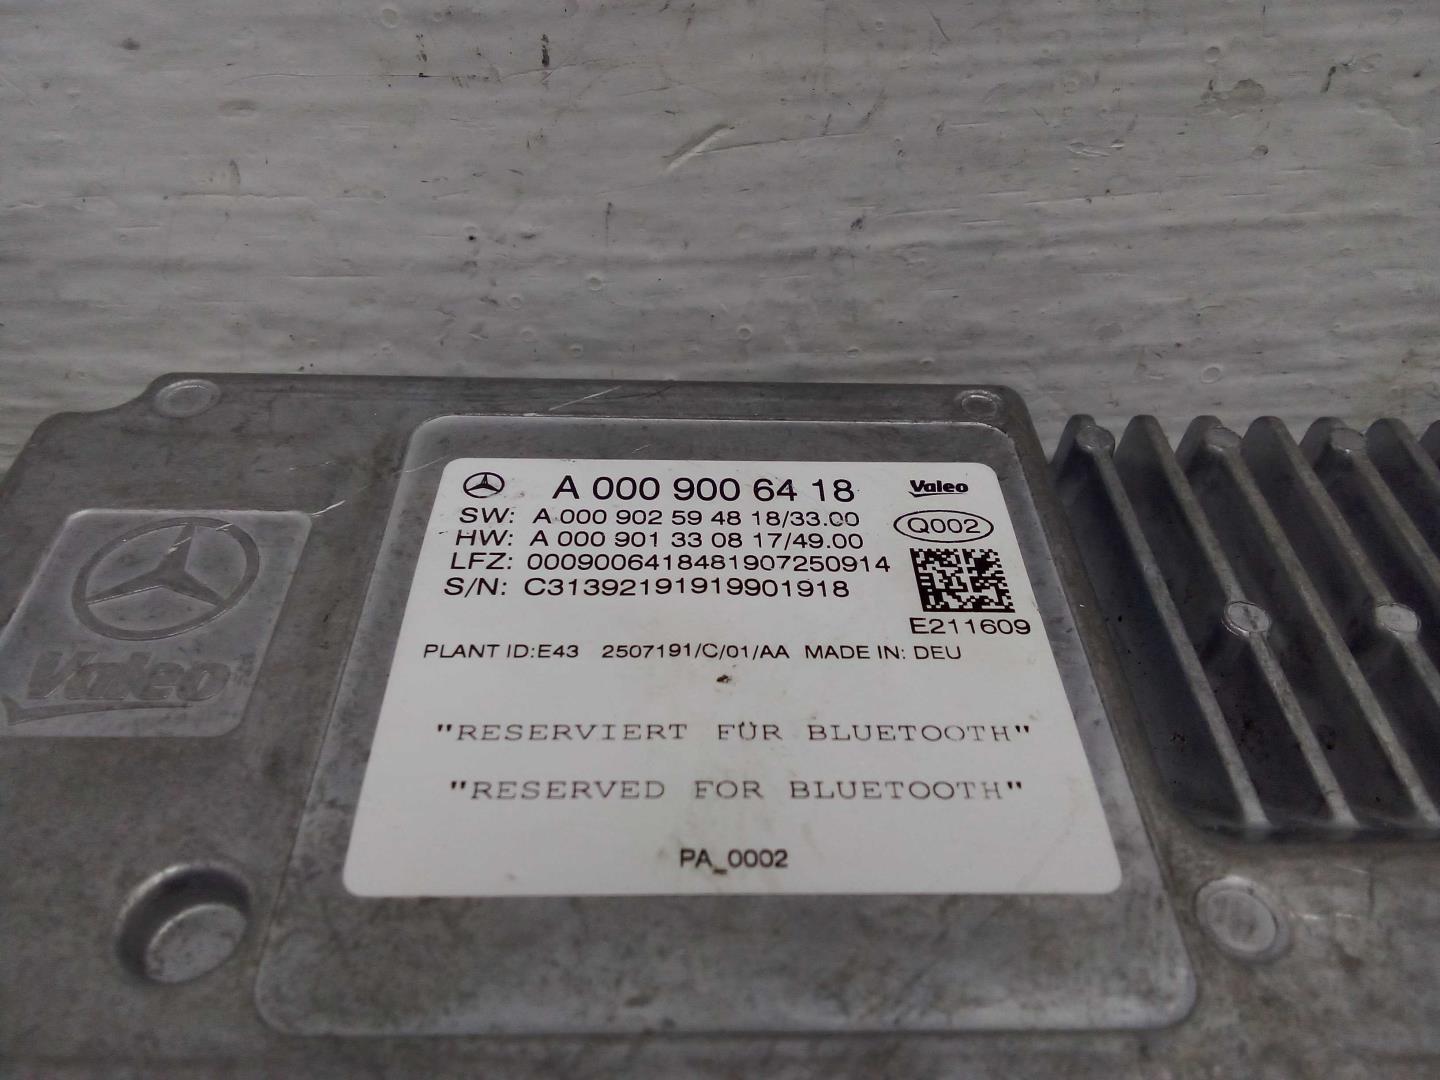 A 000 900 64 18
Valeo
SW: A 000 902 59 48 18/33.00
Q002
HW: A 000 901 33 08 17/49.00
LFZ: 0009006418481907250914
S/N: C31392191919901918
E211609
PLANT ID:E43 2507191/C/01/AA MADE IN: DEU
Valeo
"RESERVIERT FÜR BLUETOOTH"
"RESERVED FOR BLUETOOTH"
PA_0002